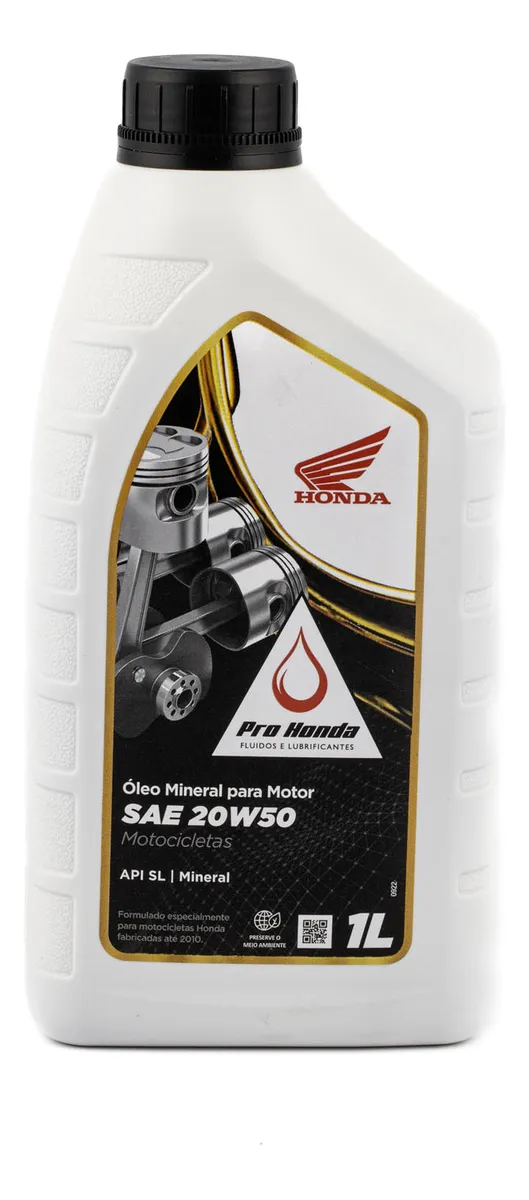 HONDA
Pro Honda
FLUIDOS E LUBRIFICANTES
Óleo Mineral para Motor
SAE 20W50
Motocicletas
API SL | Mineral
0922
Formulado especialmente
para motocicletas Honda
fabricadas até 2010.
PRESERVE O
MEIO AMBIENTE
1L